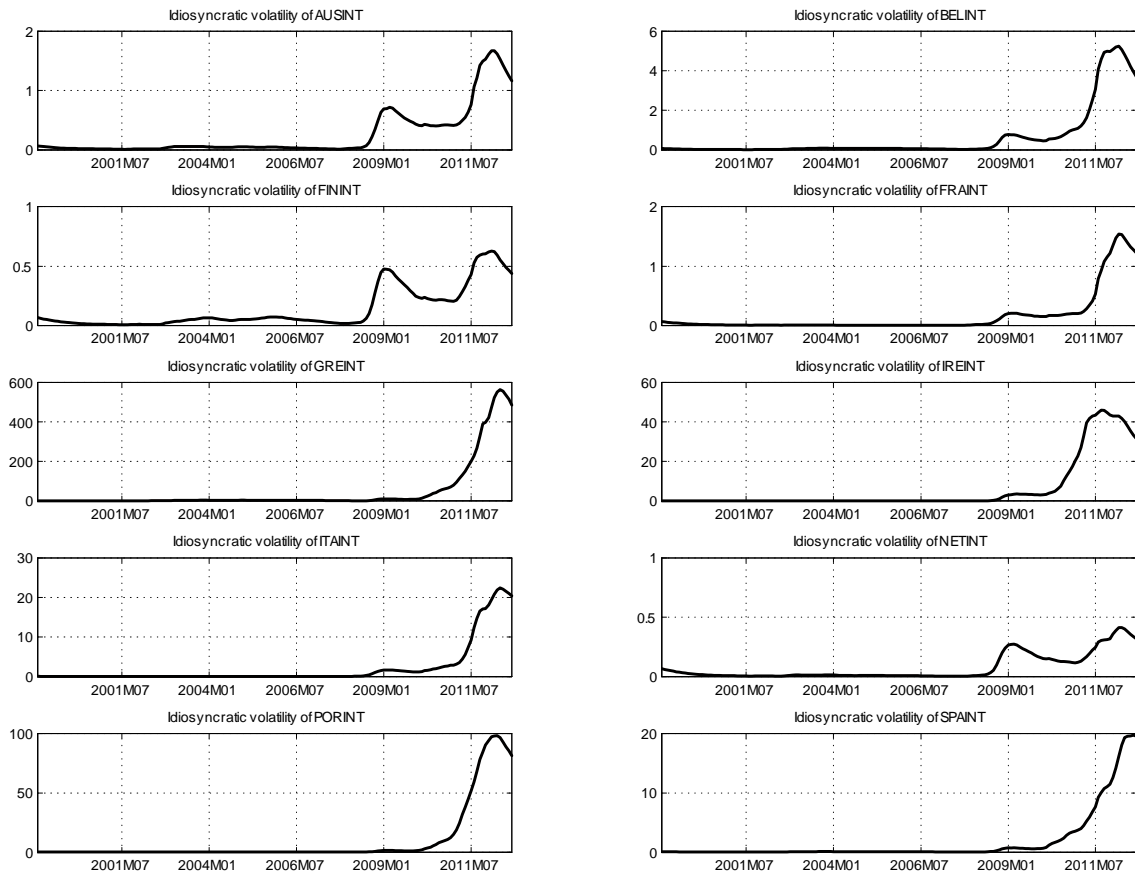 Idiosyncratic volatility of AUSINT
2
1
0
2001M07 2004M01 2006M07 2009M01 2011M07
Idiosyncratic volatility of BELINT
6
4
2
0
2001M07 2004M01 2006M07 2009M01 2011M07
Idiosyncratic volatility of FININT
1
0.5
0
2001M07 2004M01 2006M07 2009M01 2011M07
Idiosyncratic volatility of FRAINT
2
1
0
2001M07 2004M01 2006M07 2009M01 2011M07
Idiosyncratic volatility of GREINT
600
400
200
0
2001M07 2004M01 2006M07 2009M01 2011M07
Idiosyncratic volatility of IREINT
60
40
20
0
2001M07 2004M01 2006M07 2009M01 2011M07
Idiosyncratic volatility of ITAINT
30
20
10
0
2001M07 2004M01 2006M07 2009M01 2011M07
Idiosyncratic volatility of NETINT
1
0.5
0
2001M07 2004M01 2006M07 2009M01 2011M07
Idiosyncratic volatility of PORINT
100
50
0
2001M07 2004M01 2006M07 2009M01 2011M07
Idiosyncratic volatility of SPAINT
20
10
0
2001M07 2004M01 2006M07 2009M01 2011M07